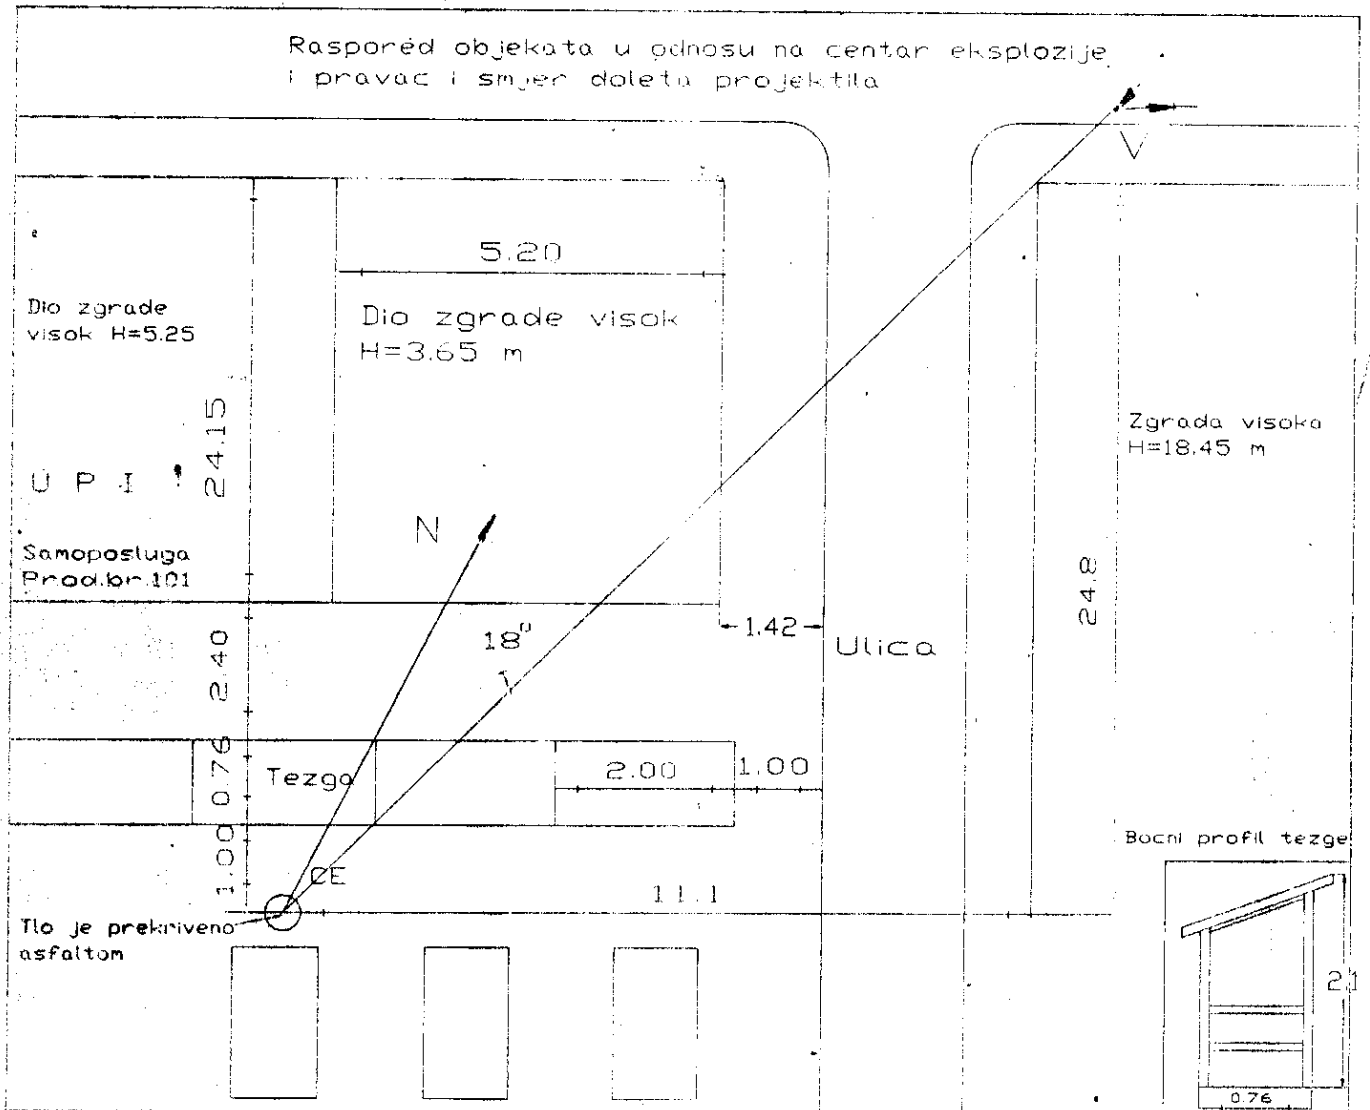 Raspored objekata u odnosu na centar eksplozije
i pravac i smjer doleta projektila
5.20
Dio zgrade
visok H=5.25
Dio zgrade visok
H=3.65 m
24.15
U P I
Zgrada visoka
H=18.45 m
N
Samoposluga
Prod.br.101
24.8
18°
1.42
Ulica
2.40
0.76
Tezga
2.00
1.00
1.00
Bocni profil tezge
CE
11.1
Tlo je prekriveno
asfaltom
2.1
0.76